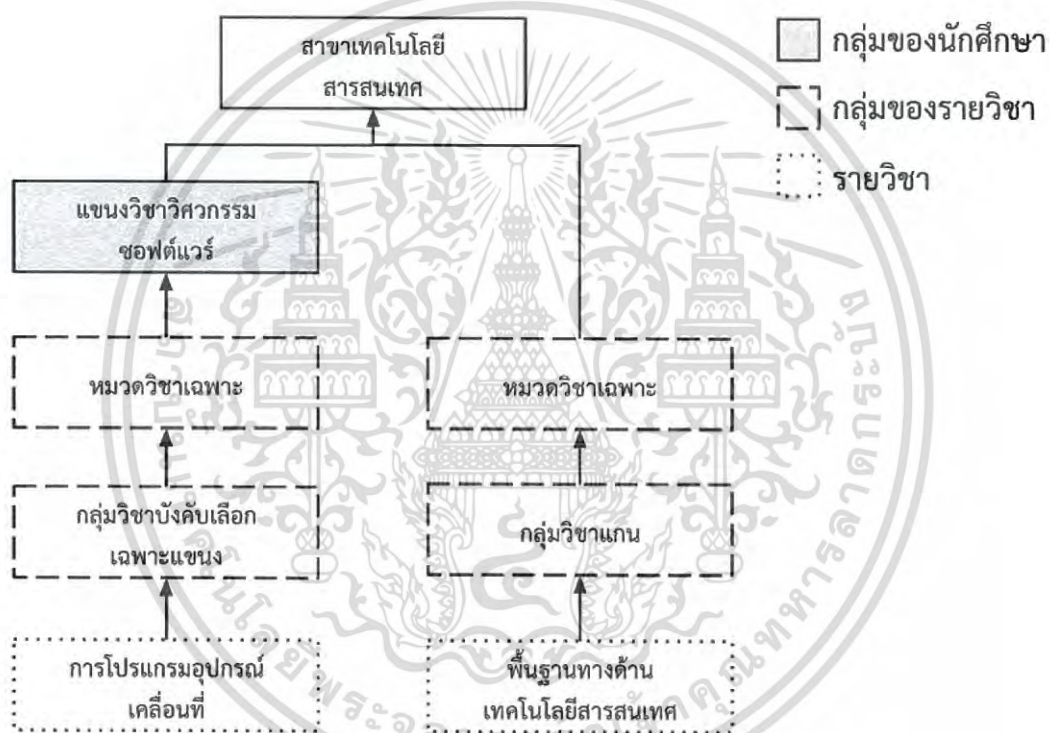 สาขาเทคโนโลยี
สารสนเทศ
กลุ่มของนักศึกษา
กลุ่มของรายวิชา
รายวิชา
แขนงวิชาวิศวกรรม
ซอฟต์แวร์
หมวดวิชาเฉพาะ
หมวดวิชาเฉพาะ
กลุ่มวิชาบังคับเลือก
เฉพาะแขนง
กลุ่มวิชาแกน
การโปรแกรมอุปกรณ์
เคลื่อนที่
พื้นฐานทางด้าน
เทคโนโลยีสารสนเทศ